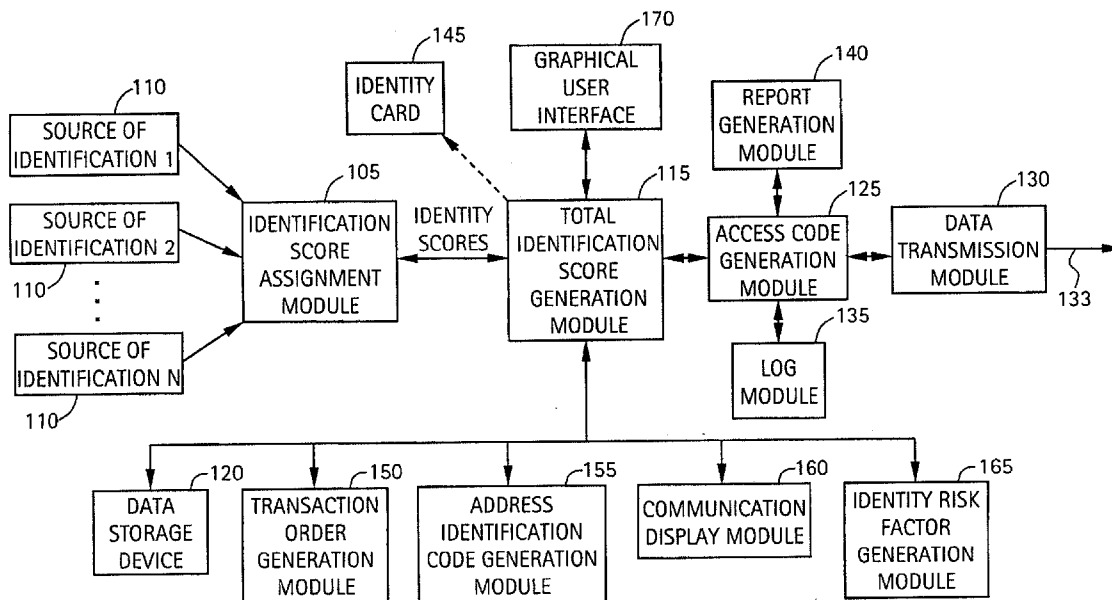 145
IDENTITY
CARD
170
GRAPHICAL
USER
INTERFACE
140
REPORT
GENERATION
MODULE
110
SOURCE OF
IDENTIFICATION 1
SOURCE OF
IDENTIFICATION 2
110
SOURCE OF
IDENTIFICATION N
110
105
IDENTIFICATION
SCORE
ASSIGNMENT
MODULE
IDENTITY
SCORES
115
TOTAL
IDENTIFICATION
SCORE
GENERATION
MODULE
125
ACCESS CODE
GENERATION
MODULE
130
DATA
TRANSMISSION
MODULE
133
135
LOG
MODULE
120
DATA
STORAGE
DEVICE
150
TRANSACTION
ORDER
GENERATION
MODULE
155
ADDRESS
IDENTIFICATION
CODE GENERATION
MODULE
160
COMMUNICATION
DISPLAY MODULE
165
IDENTITY RISK
FACTOR
GENERATION
MODULE